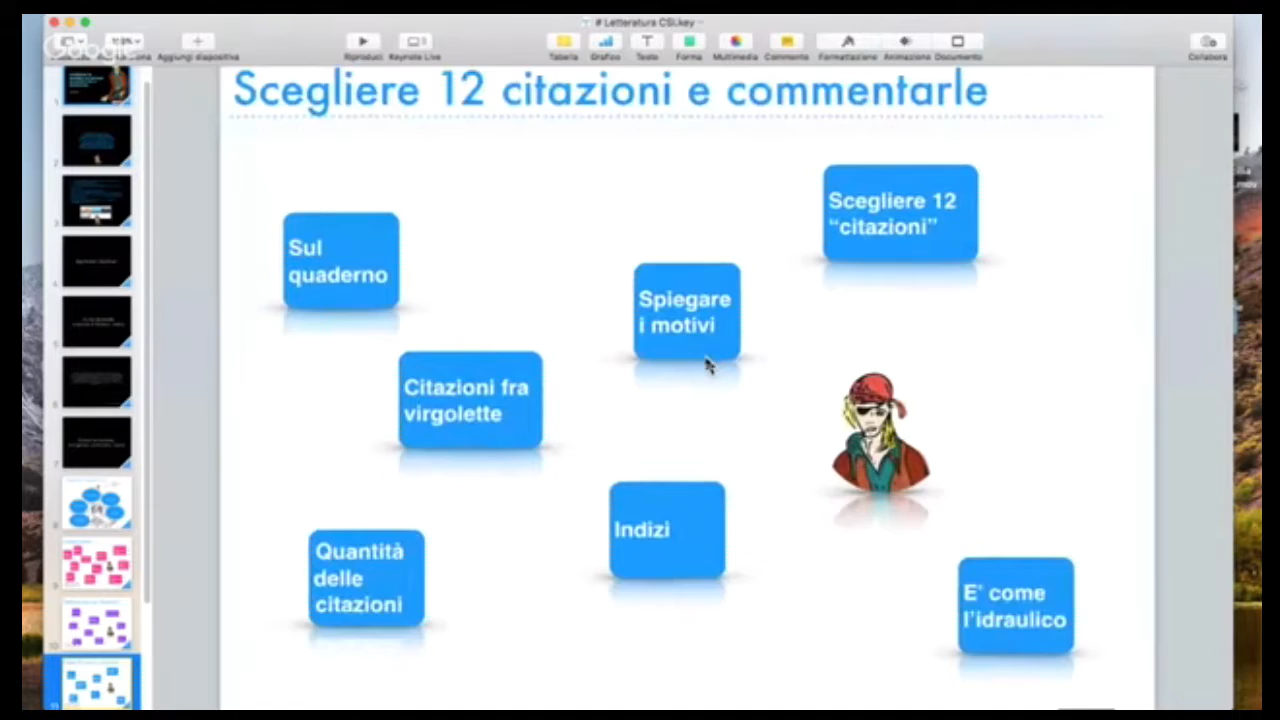 # Letteratura CSI.key
Google
Aggiungi diapositiva
Riproduci
Keynote Live
Tabella
Grafico
Testo
Forma
Multimedia
Commento
Formattazione
Animazione
Documento
Collabora
Scegliere 12 citazioni e commentarle
Scegliere 12
“citazioni”
Sul
quaderno
Spiegare
i motivi
Citazioni fra
virgolette
Indizi
Quantità
delle
citazioni
E' come
l'idraulico